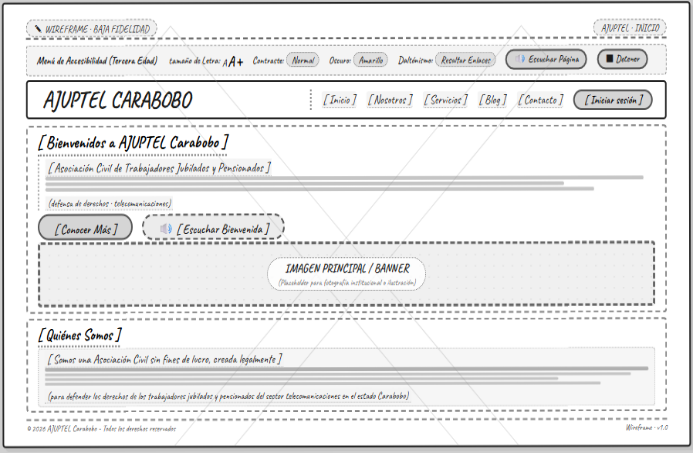 WIREFRAME · BAJA FIDELIDAD
AJUPTEL · INICIO
Menú de Accesibilidad (Tercera Edad) tamaño de Letra: A A+ Contraste: Normal Oscuro: Amarillo Daltonismo: Resaltar Enlaces Escuchar Página Detener
AJUPTEL CARABOBO
[ Inicio ] [ Nosotros ] [ Servicios ] [ Blog ] [ Contacto ] [ Iniciar sesión ]
[ Bienvenidos a AJUPTEL Carabobo ]
[ Asociación Civil de Trabajadores Jubilados y Pensionados ]
(defensa de derechos · telecomunicaciones)
[ Conocer Más ] [ Escuchar Bienvenida ]
IMAGEN PRINCIPAL / BANNER
(Placeholder para fotografía institucional o ilustración)
[ Quiénes Somos ]
[ Somos una Asociación Civil sin fines de lucro, creada legalmente ]
(para defender los derechos de los trabajadores jubilados y pensionados del sector telecomunicaciones en el estado Carabobo)
© 2026 AJUPTEL Carabobo - Todos los derechos reservados
Wireframe · v1.0